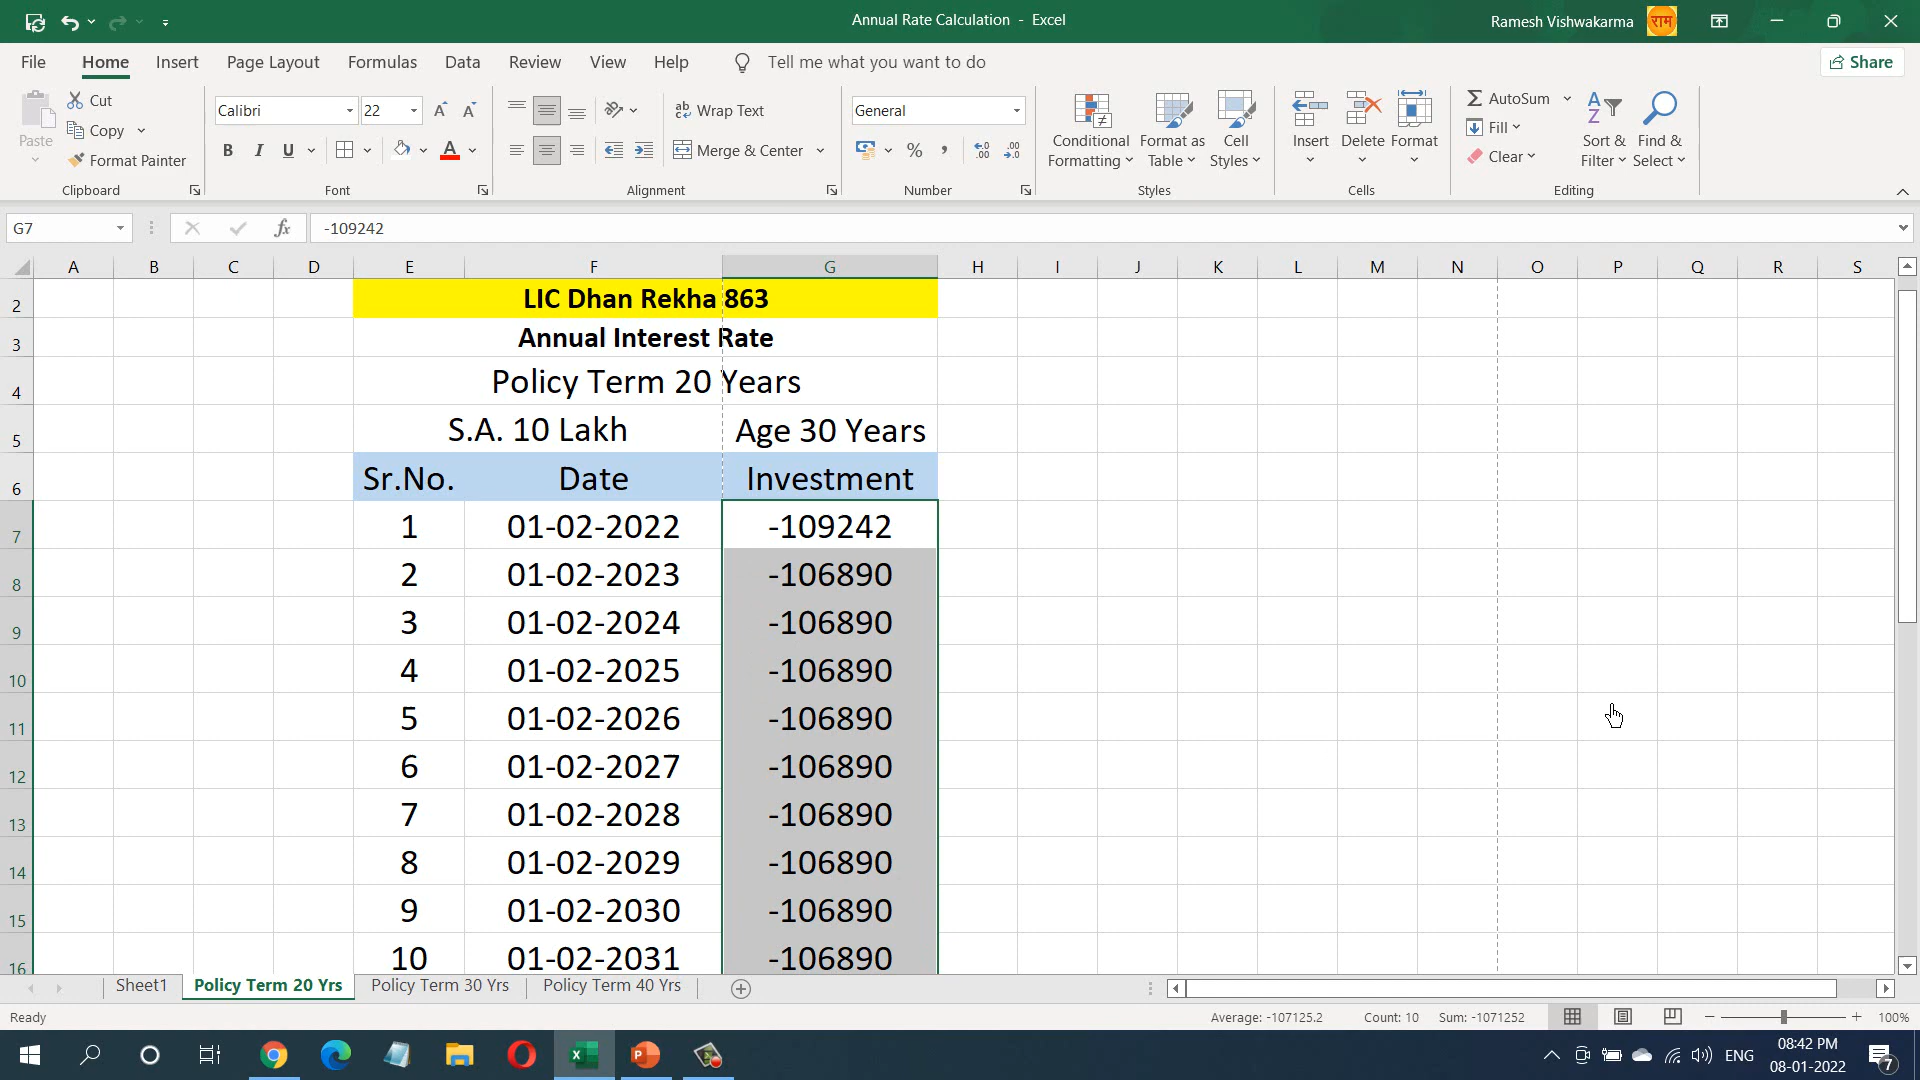 Annual Rate Calculation - Excel
Ramesh Vishwakarma
राम
File Home Insert Page Layout Formulas Data Review View Help Tell me what you want to do
Share
Paste
Cut
Copy
Format Painter
Clipboard
Calibri 22
A A
B I U A
Font
ab Wrap Text
Merge & Center
Alignment
General
% ,
Number
Conditional Formatting
Format as Table
Cell Styles
Styles
Insert Delete Format
Cells
AutoSum
Fill
Clear
Sort & Filter
Find & Select
Editing
G7 fx -109242
A B C D E F G H I J K L M N O P Q R S
2 LIC Dhan Rekha 863
3 Annual Interest Rate
4 Policy Term 20 Years
5 S.A. 10 Lakh Age 30 Years
6 Sr.No. Date Investment
7 1 01-02-2022 -109242
8 2 01-02-2023 -106890
9 3 01-02-2024 -106890
10 4 01-02-2025 -106890
11 5 01-02-2026 -106890
12 6 01-02-2027 -106890
13 7 01-02-2028 -106890
14 8 01-02-2029 -106890
15 9 01-02-2030 -106890
16 10 01-02-2031 -106890
Sheet1 Policy Term 20 Yrs Policy Term 30 Yrs Policy Term 40 Yrs
Ready Average: -107125.2 Count: 10 Sum: -1071252 100%
ENG
08:42 PM
08-01-2022
7